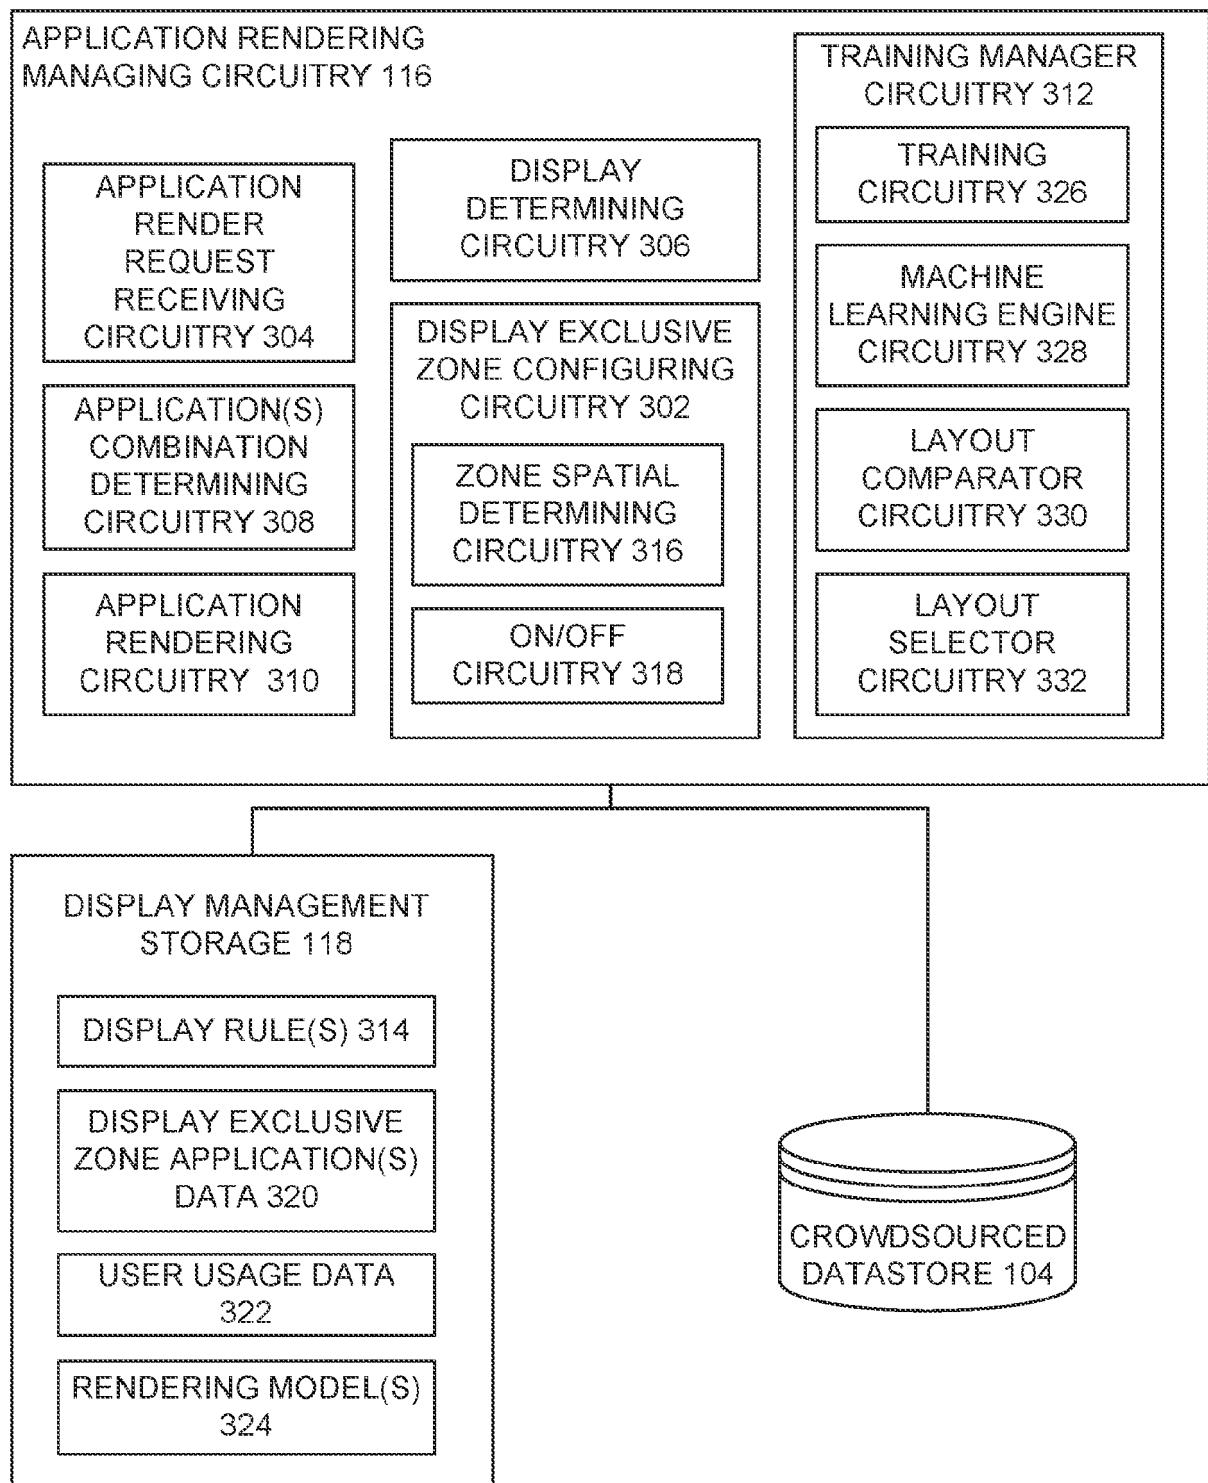 APPLICATION RENDERING
MANAGING CIRCUITRY 116
APPLICATION
RENDER
REQUEST
RECEIVING
CIRCUITRY 304
APPLICATION(S)
COMBINATION
DETERMINING
CIRCUITRY 308
APPLICATION
RENDERING
CIRCUITRY 310
DISPLAY
DETERMINING
CIRCUITRY 306
DISPLAY EXCLUSIVE
ZONE CONFIGURING
CIRCUITRY 302
ZONE SPATIAL
DETERMINING
CIRCUITRY 316
ON/OFF
CIRCUITRY 318
TRAINING MANAGER
CIRCUITRY 312
TRAINING
CIRCUITRY 326
MACHINE
LEARNING ENGINE
CIRCUITRY 328
LAYOUT
COMPARATOR
CIRCUITRY 330
LAYOUT
SELECTOR
CIRCUITRY 332
DISPLAY MANAGEMENT
STORAGE 118
DISPLAY RULE(S) 314
DISPLAY EXCLUSIVE
ZONE APPLICATION(S)
DATA 320
USER USAGE DATA
322
RENDERING MODEL(S)
324
CROWDSOURCED
DATASTORE 104